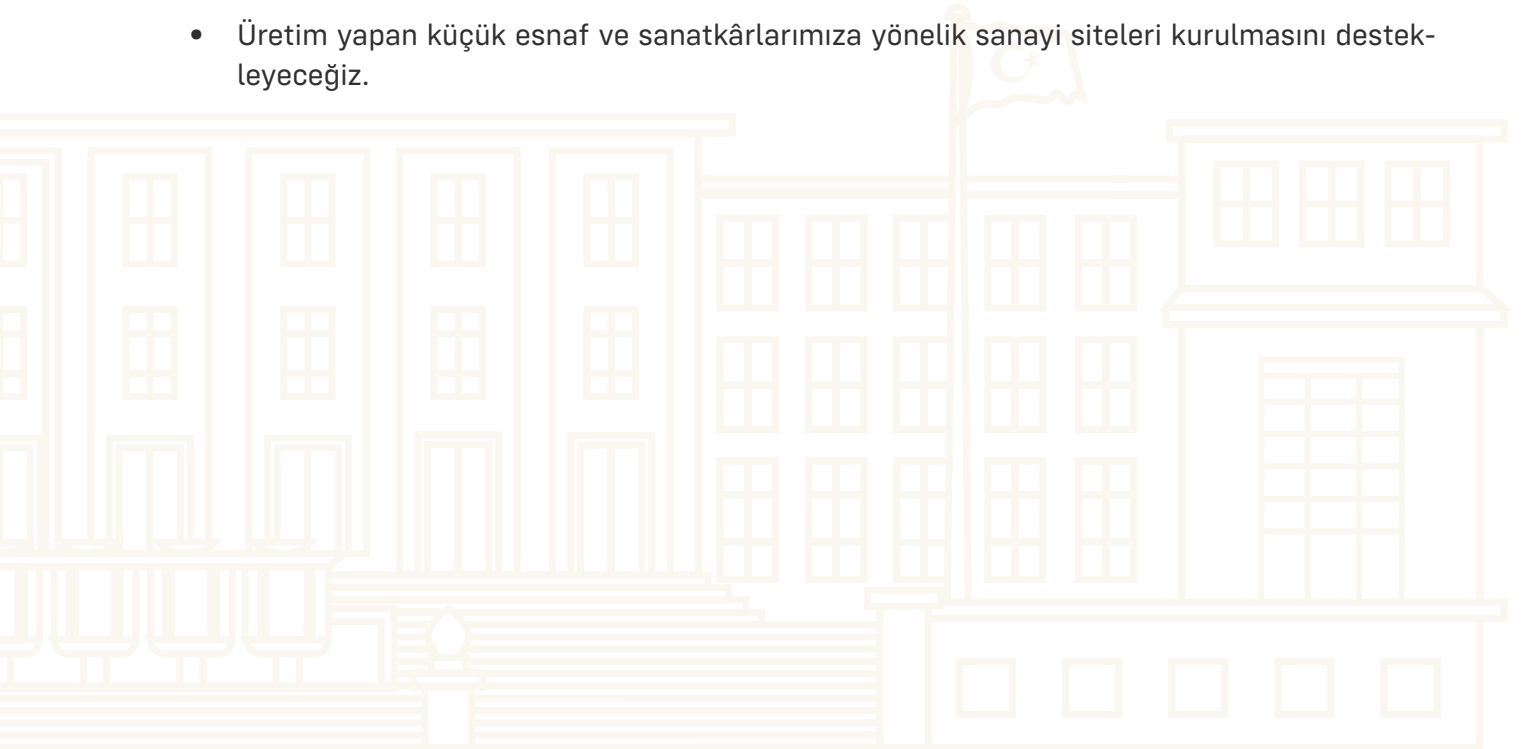 • Üretim yapan küçük esnaf ve sanatkârlarımıza yönelik sanayi siteleri kurulmasını destek-
leyeceğiz.